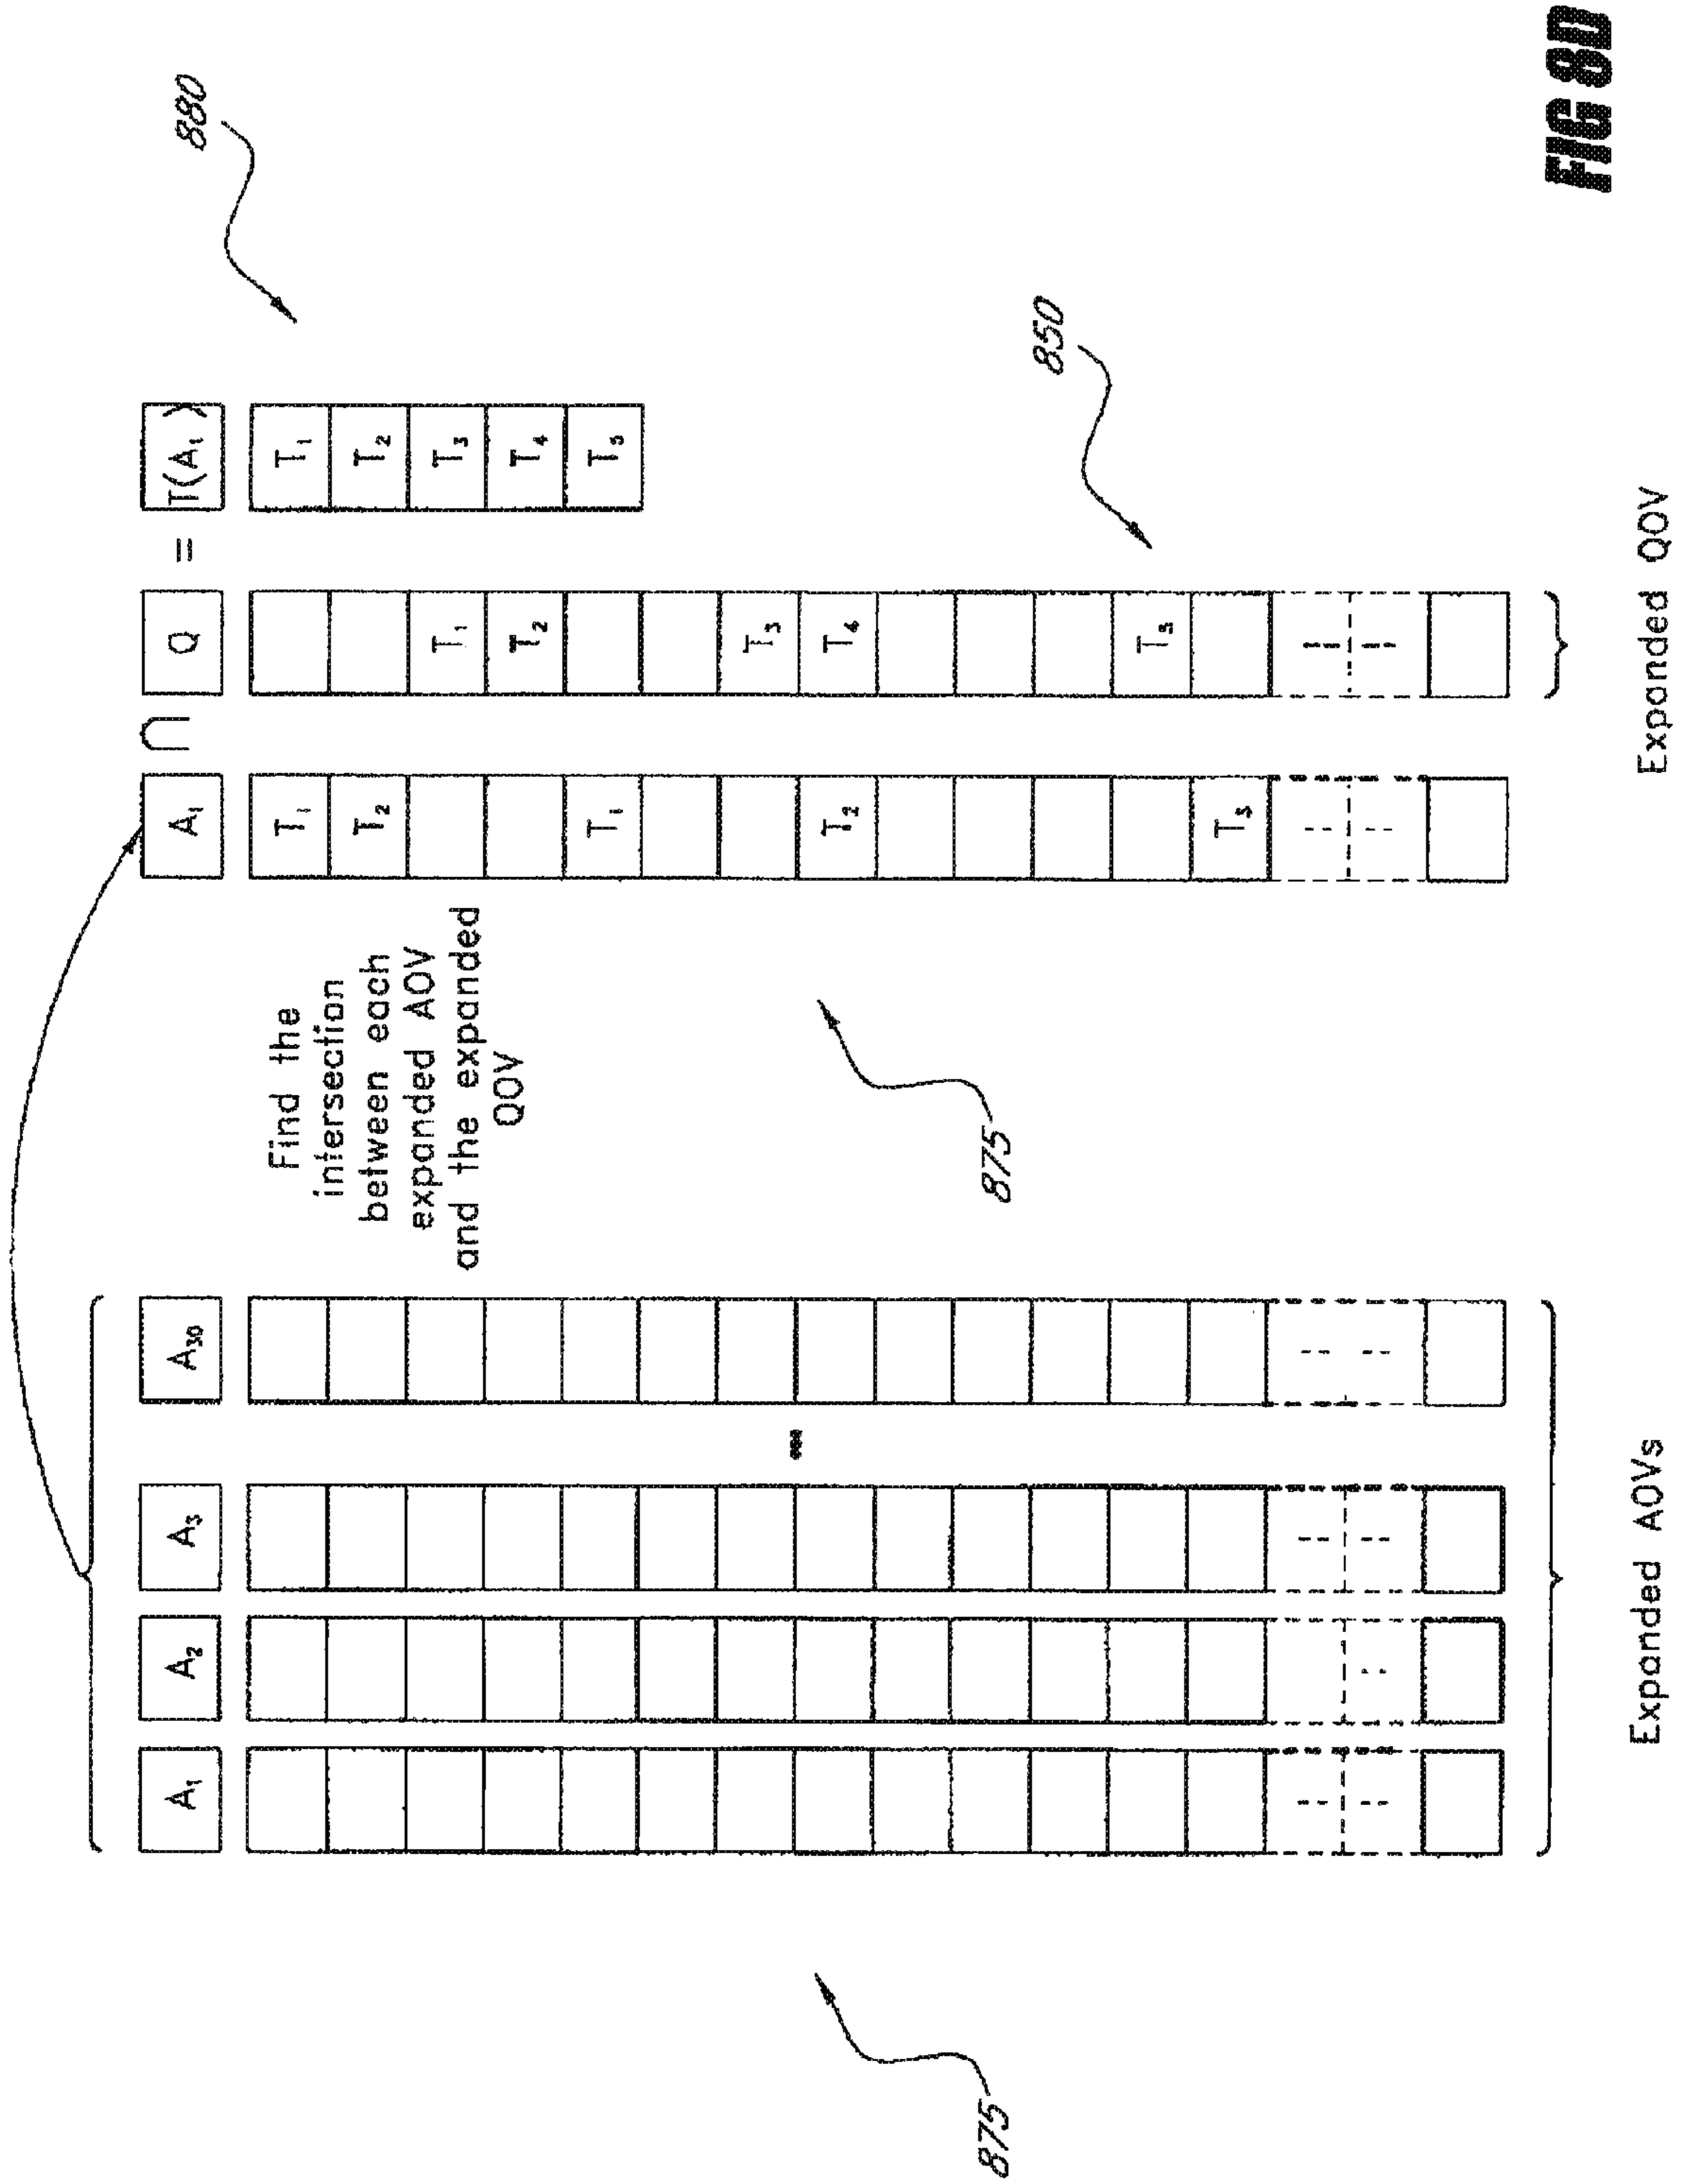 A₁
A₂
A₃
A₃₀
Find the
intersection
between each
expanded AOV
and the expanded
QOV
A₁ ∩ Q = T(A₁)
T₁
T₂
T₁
T₂
T₃
T₁
T₂
T₃
T₄
T₅
T₁
T₂
T₃
T₄
T₅
875
875
850
880
Expanded AOVs
Expanded QOV
FIG 8D